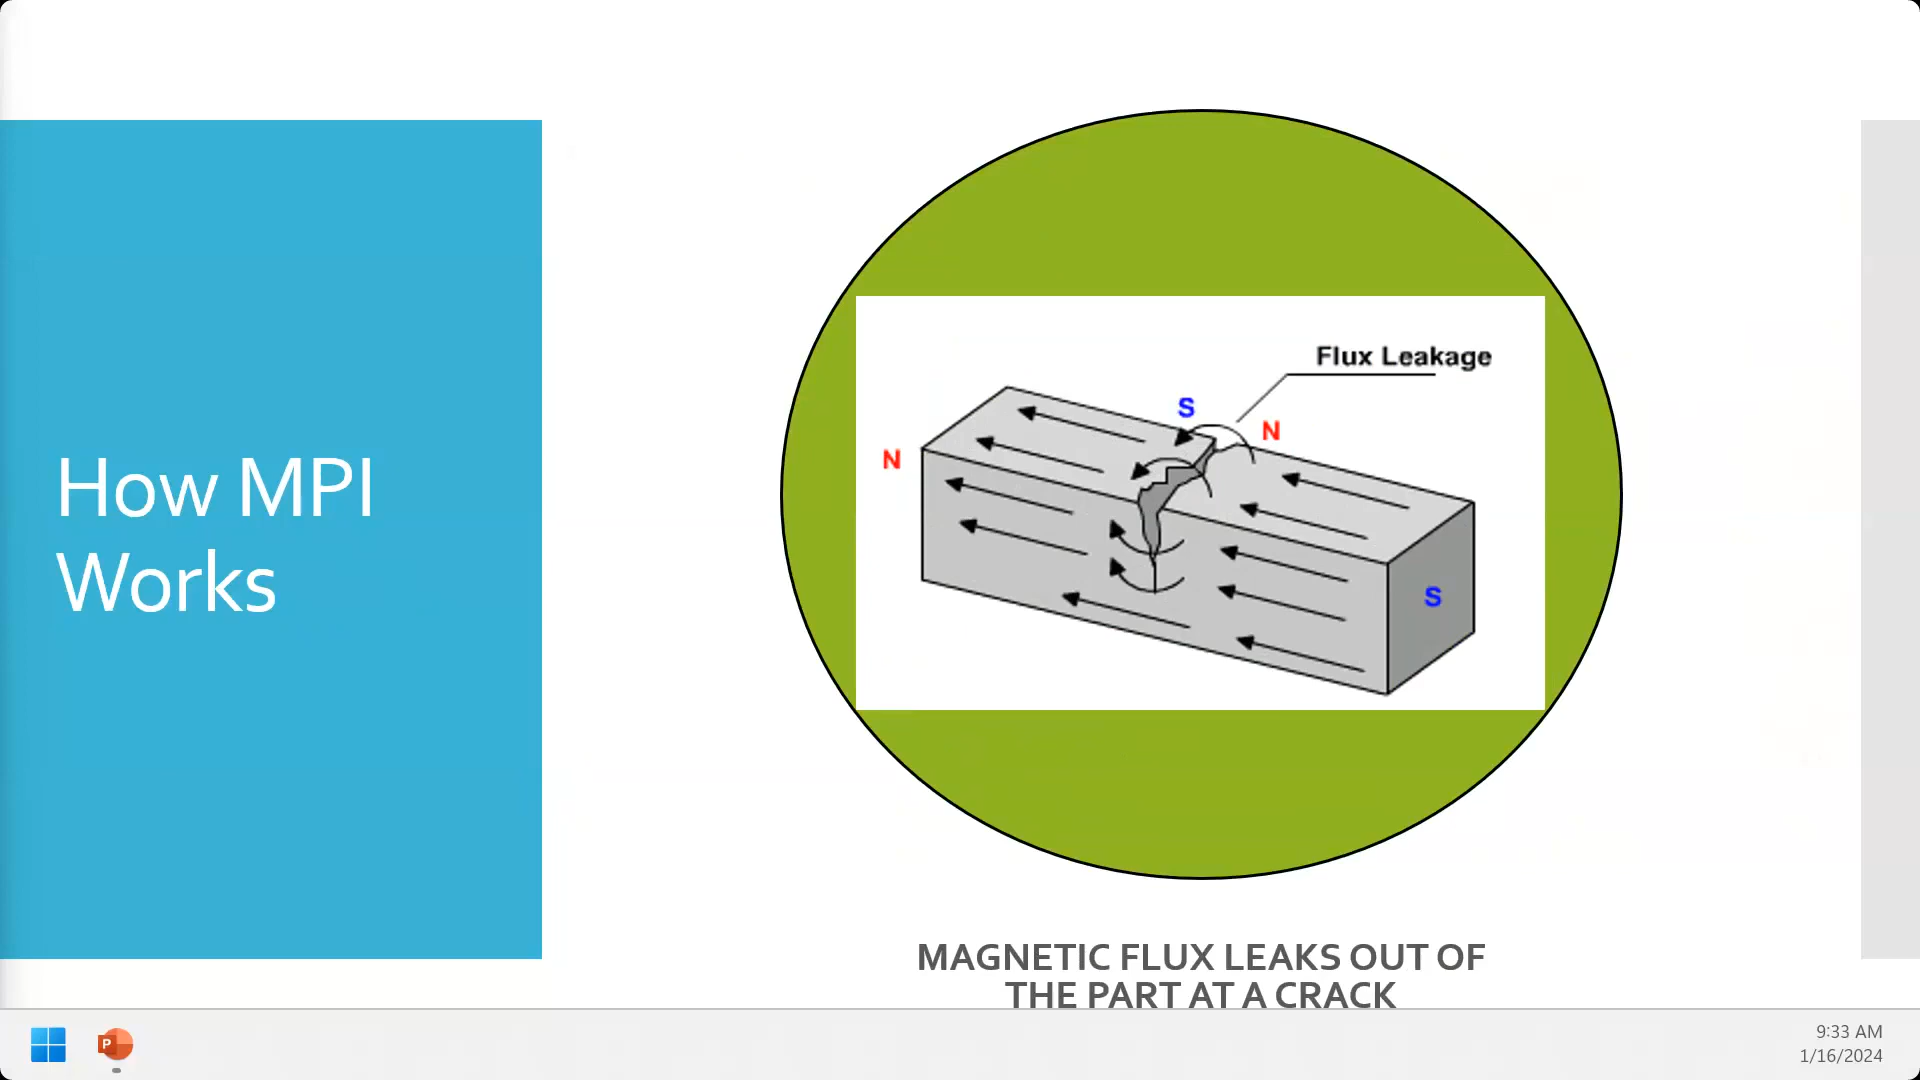 How MPI
Works
Flux Leakage
S
N
N
S
MAGNETIC FLUX LEAKS OUT OF
THE PART AT A CRACK
P
9:33 AM
1/16/2024